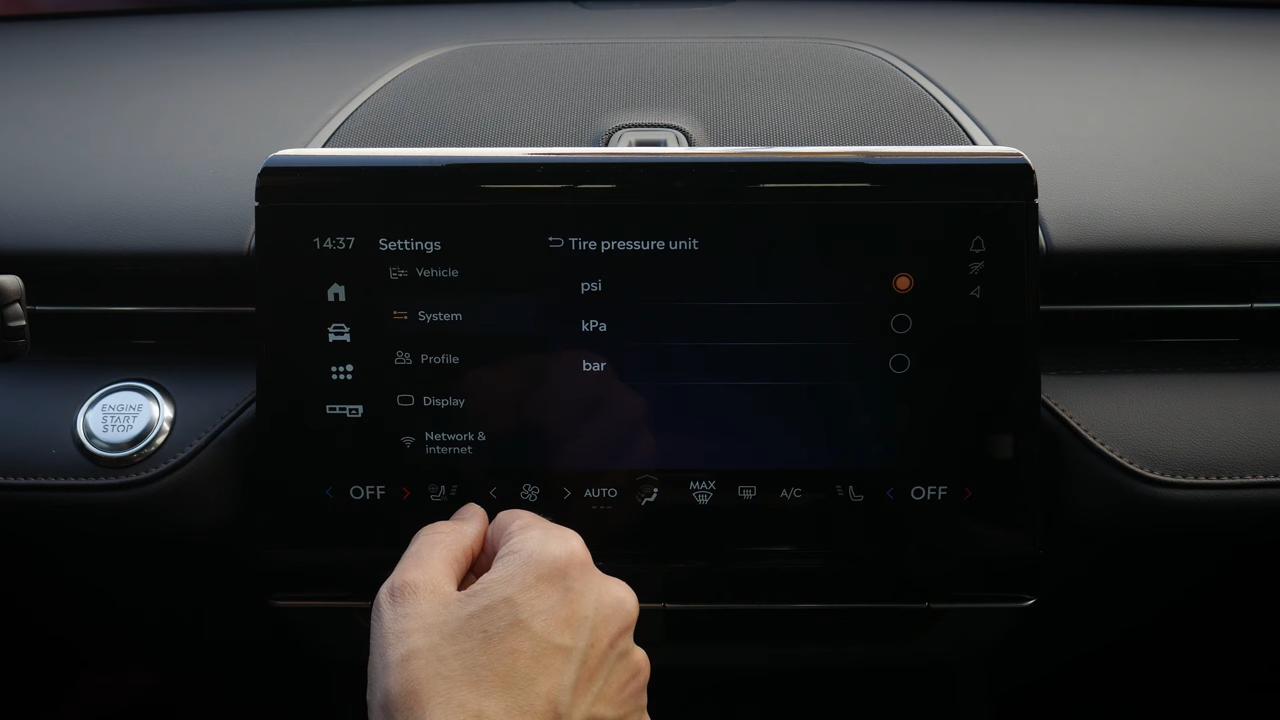 14:37
Settings
Tire pressure unit
Vehicle
psi
System
kPa
Profile
bar
Display
Network &
internet
ENGINE
START
STOP
OFF
AUTO
MAX
A/C
OFF